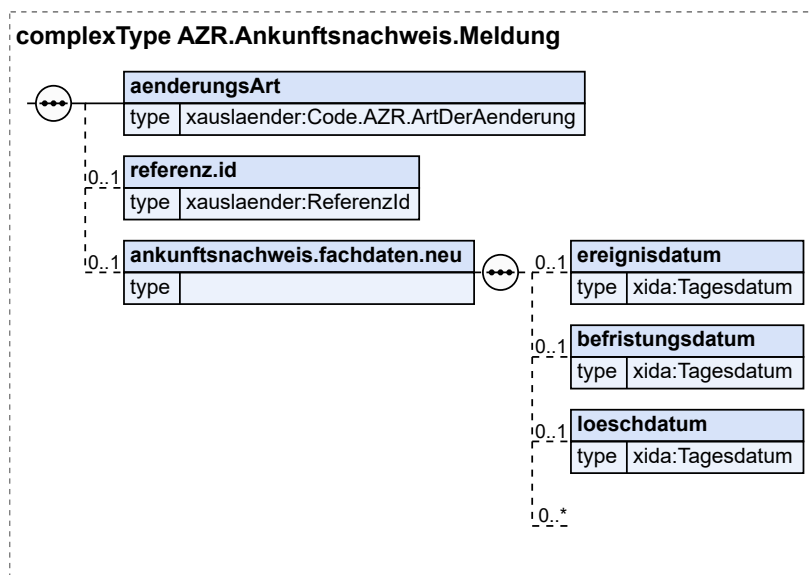 complexType AZR.Ankunftsnachweis.Meldung
aenderungsArt
type xauslaender:Code.AZR.ArtDerAenderung
0..1 referenz.id
type xauslaender:ReferenzId
0..1 ankunftsnachweis.fachdaten.neu
type
0..1 ereignisdatum
type xida:Tagesdatum
0..1 befristungsdatum
type xida:Tagesdatum
0..1 loeschdatum
type xida:Tagesdatum
0..*